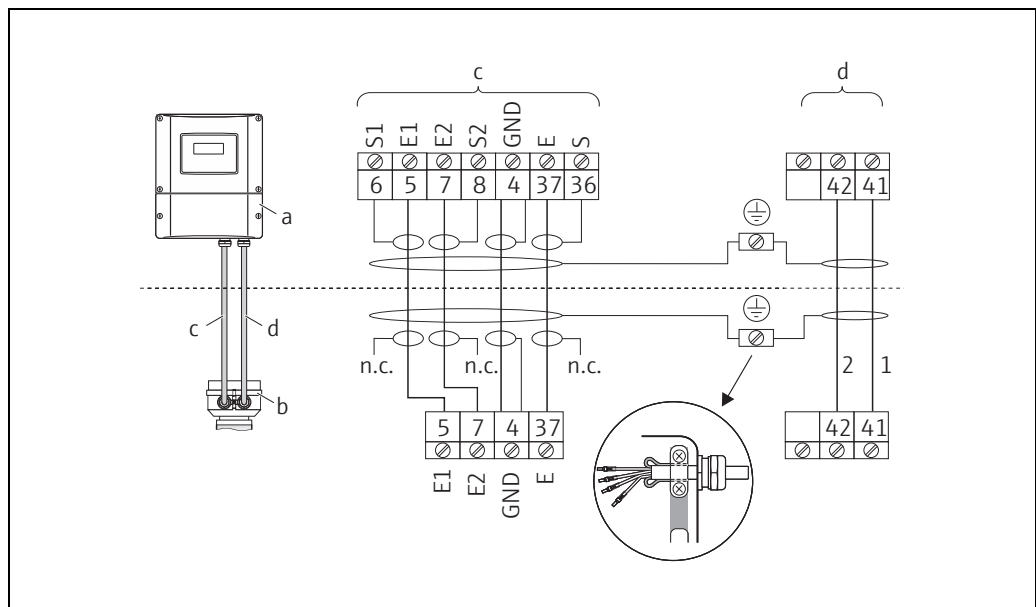 c
d
S1 E1 E2 S2 GND E S
6 5 7 8 4 37 36
42 41
a
c
d
n.c. n.c. n.c.
2 1
b
5 7 4 37
42 41
E1 E2 GND E